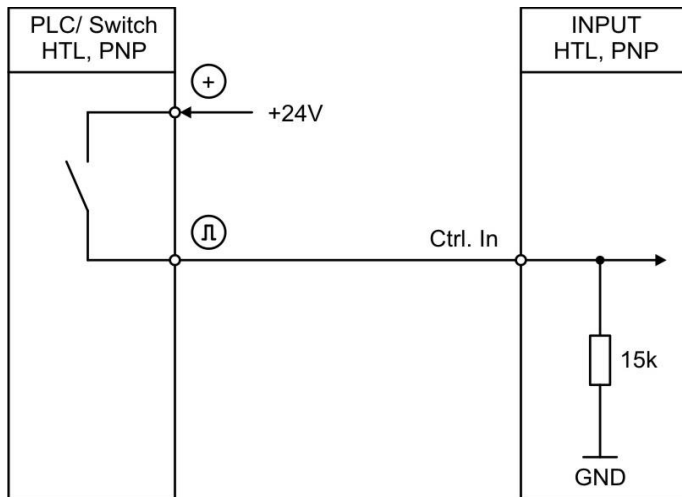 PLC/ Switch
HTL, PNP
INPUT
HTL, PNP
+
+24V
Ctrl. In
15k
GND